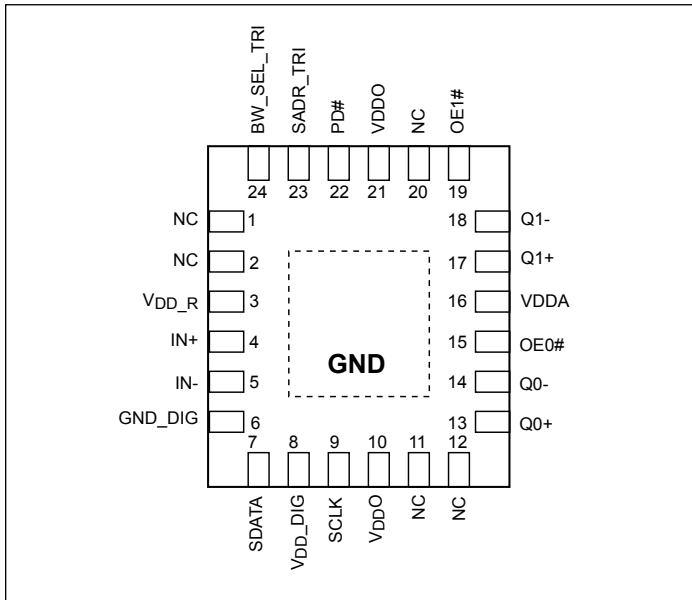 BW_SEL_TRI
SADR_TRI
PD#
VDDO
NC
OE1#
24
23
22
21
20
19
NC
1
18
Q1-
NC
2
17
Q1+
VDD_R
3
16
VDDA
IN+
4
15
OE0#
GND
IN-
5
14
Q0-
GND_DIG
6
13
Q0+
7
8
9
10
11
12
SDATA
VDD_DIG
SCLK
VDDO
NC
NC